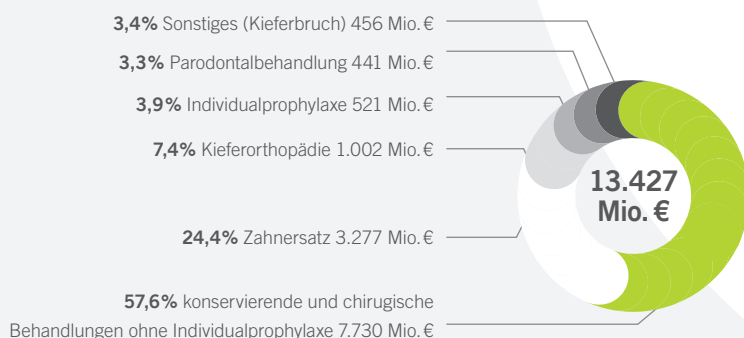 3,4% Sonstiges (Kieferbruch) 456 Mio. €
3,3% Parodontalbehandlung 441 Mio. €
3,9% Individualprophylaxe 521 Mio. €
7,4% Kieferorthopädie 1.002 Mio. €
13.427
Mio. €
24,4% Zahnersatz 3.277 Mio. €
57,6% konservierende und chirugische
Behandlungen ohne Individualprophylaxe 7.730 Mio. €